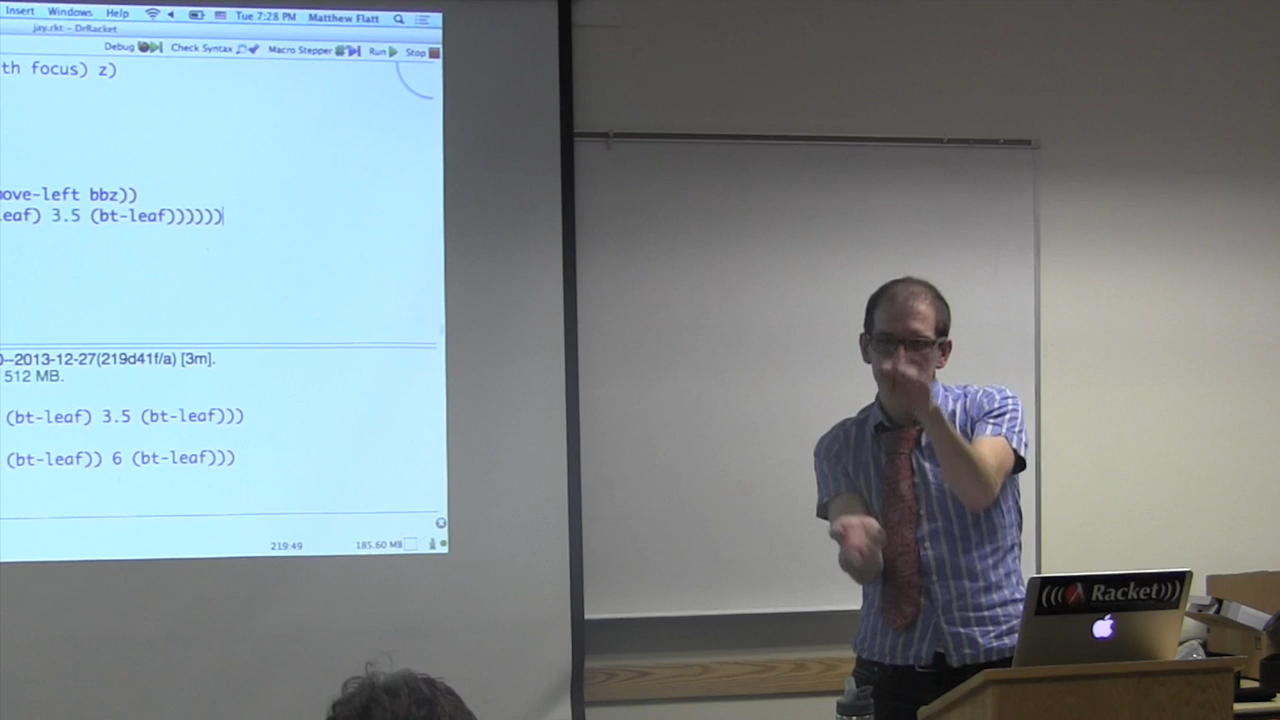 Insert Windows Help Tue 7:28 PM Matthew Flatt
jay.rkt – DrRacket
Debug Check Syntax Macro Stepper Run Stop
th focus) z)
ove-left bbz))
eaf) 3.5 (bt-leaf))))))
0--2013-12-27(219d41f/a) [3m].
512 MB.
(bt-leaf) 3.5 (bt-leaf)))
(bt-leaf)) 6 (bt-leaf)))
219:49 185.60 MB
(((Racket)))